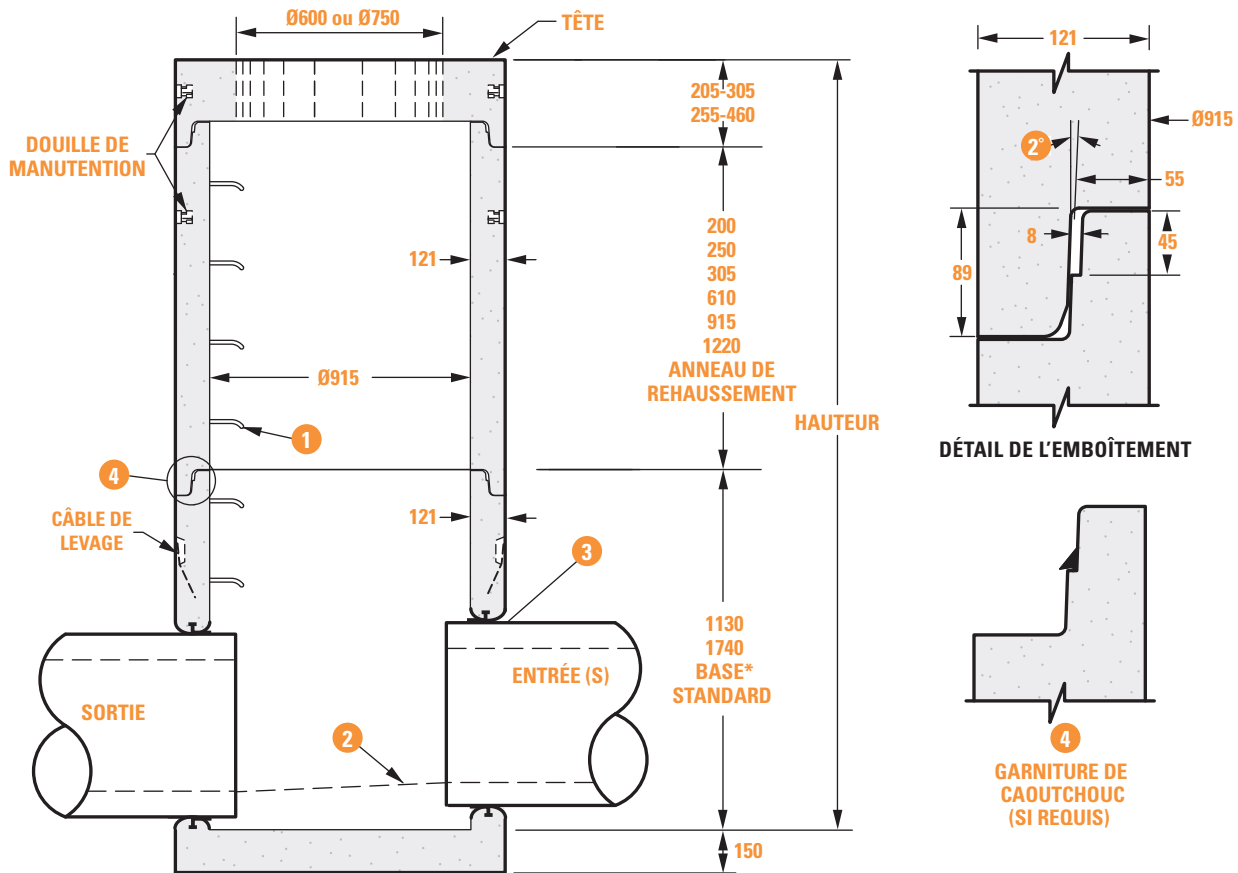 Ø600 ou Ø750
TÊTE
205-305
255-460
DOUILLE DE
MANUTENTION
121
200
250
305
610
915
1220
ANNEAU DE
REHAUSSEMENT
Ø915
HAUTEUR
1
4
121
CÂBLE DE
LEVAGE
3
1130
1740
BASE*
STANDARD
ENTRÉE (S)
SORTIE
2
150
121
Ø915
2°
55
8
45
89
DÉTAIL DE L'EMBOÎTEMENT
4
GARNITURE DE
CAOUTCHOUC
(SI REQUIS)